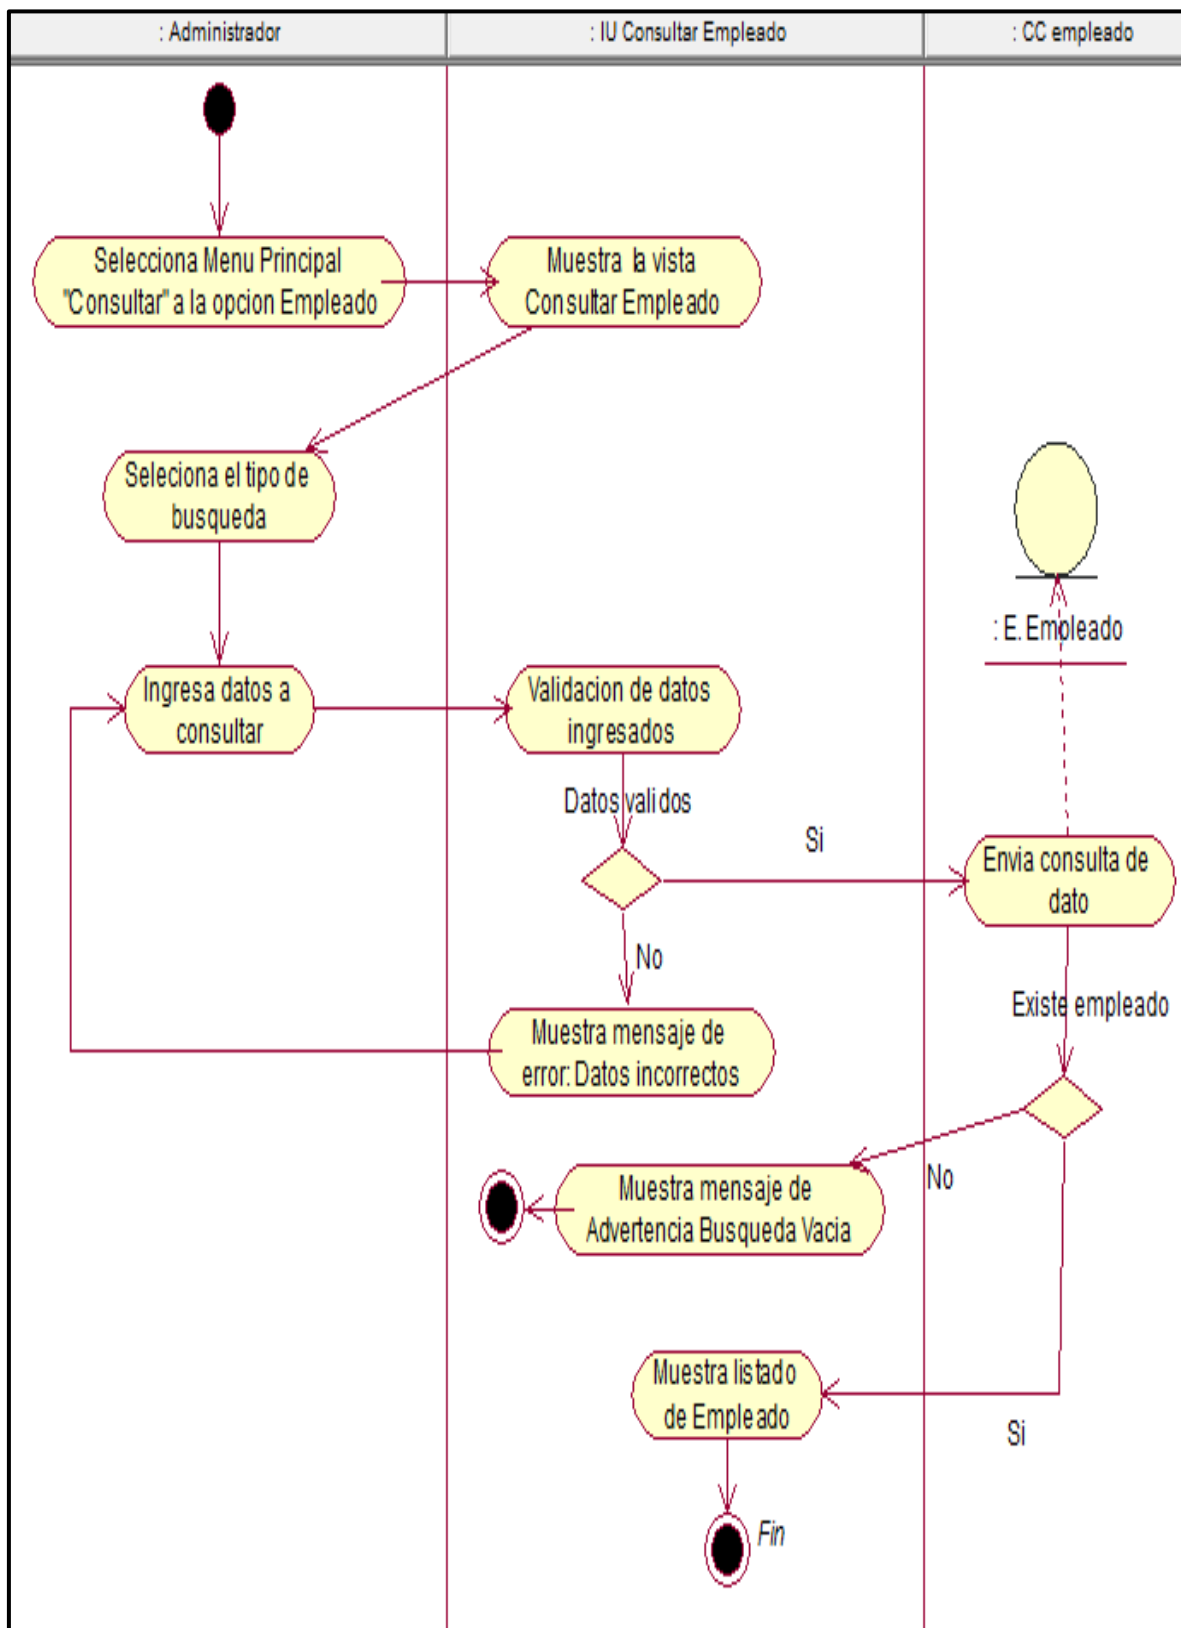 : Administrador
: IU Consultar Empleado
: CC empleado
Selecciona Menu Principal
"Consultar" a la opcion Empleado
Muestra la vista
Consultar Empleado
Seleciona el tipo de
busqueda
: E. Empleado
Ingresa datos a
consultar
Validacion de datos
ingresados
Datos validos
Si
Envia consulta de
dato
No
Existe empleado
Muestra mensaje de
error: Datos incorrectos
No
Muestra mensaje de
Advertencia Busqueda Vacia
Muestra listado
de Empleado
Si
Fin